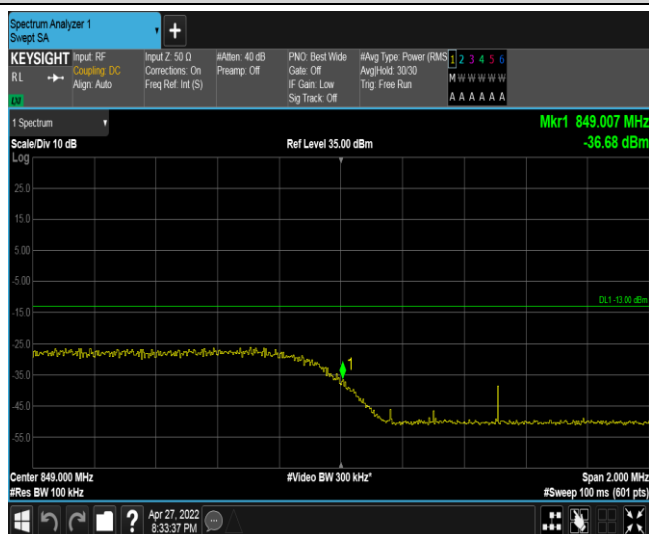 Spectrum Analyzer 1
Swept SA
+
KEYSIGHT
RL
Input: RF
Coupling: DC
Align: Auto
Input Z: 50 Ω
Corrections: On
Freq Ref: Int (S)
#Atten: 40 dB
Preamp: Off
PNO: Best Wide
Gate: Off
IF Gain: Low
Sig Track: Off
#Avg Type: Power (RMS
Avg|Hold: 30/30
Trig: Free Run
1 2 3 4 5 6
M W W W W W
A A A A A A
1 Spectrum
Scale/Div 10 dB
Log
Ref Level 35.00 dBm
Mkr1 849.007 MHz
-36.68 dBm
25.0
15.0
5.00
-5.00
-15.0
-25.0
-35.0
-45.0
-55.0
DL1 -13.00 dBm
1
Center 849.000 MHz
#Res BW 100 kHz
#Video BW 300 kHz*
Span 2.000 MHz
#Sweep 100 ms (601 pts)
?
Apr 27, 2022
8:33:37 PM